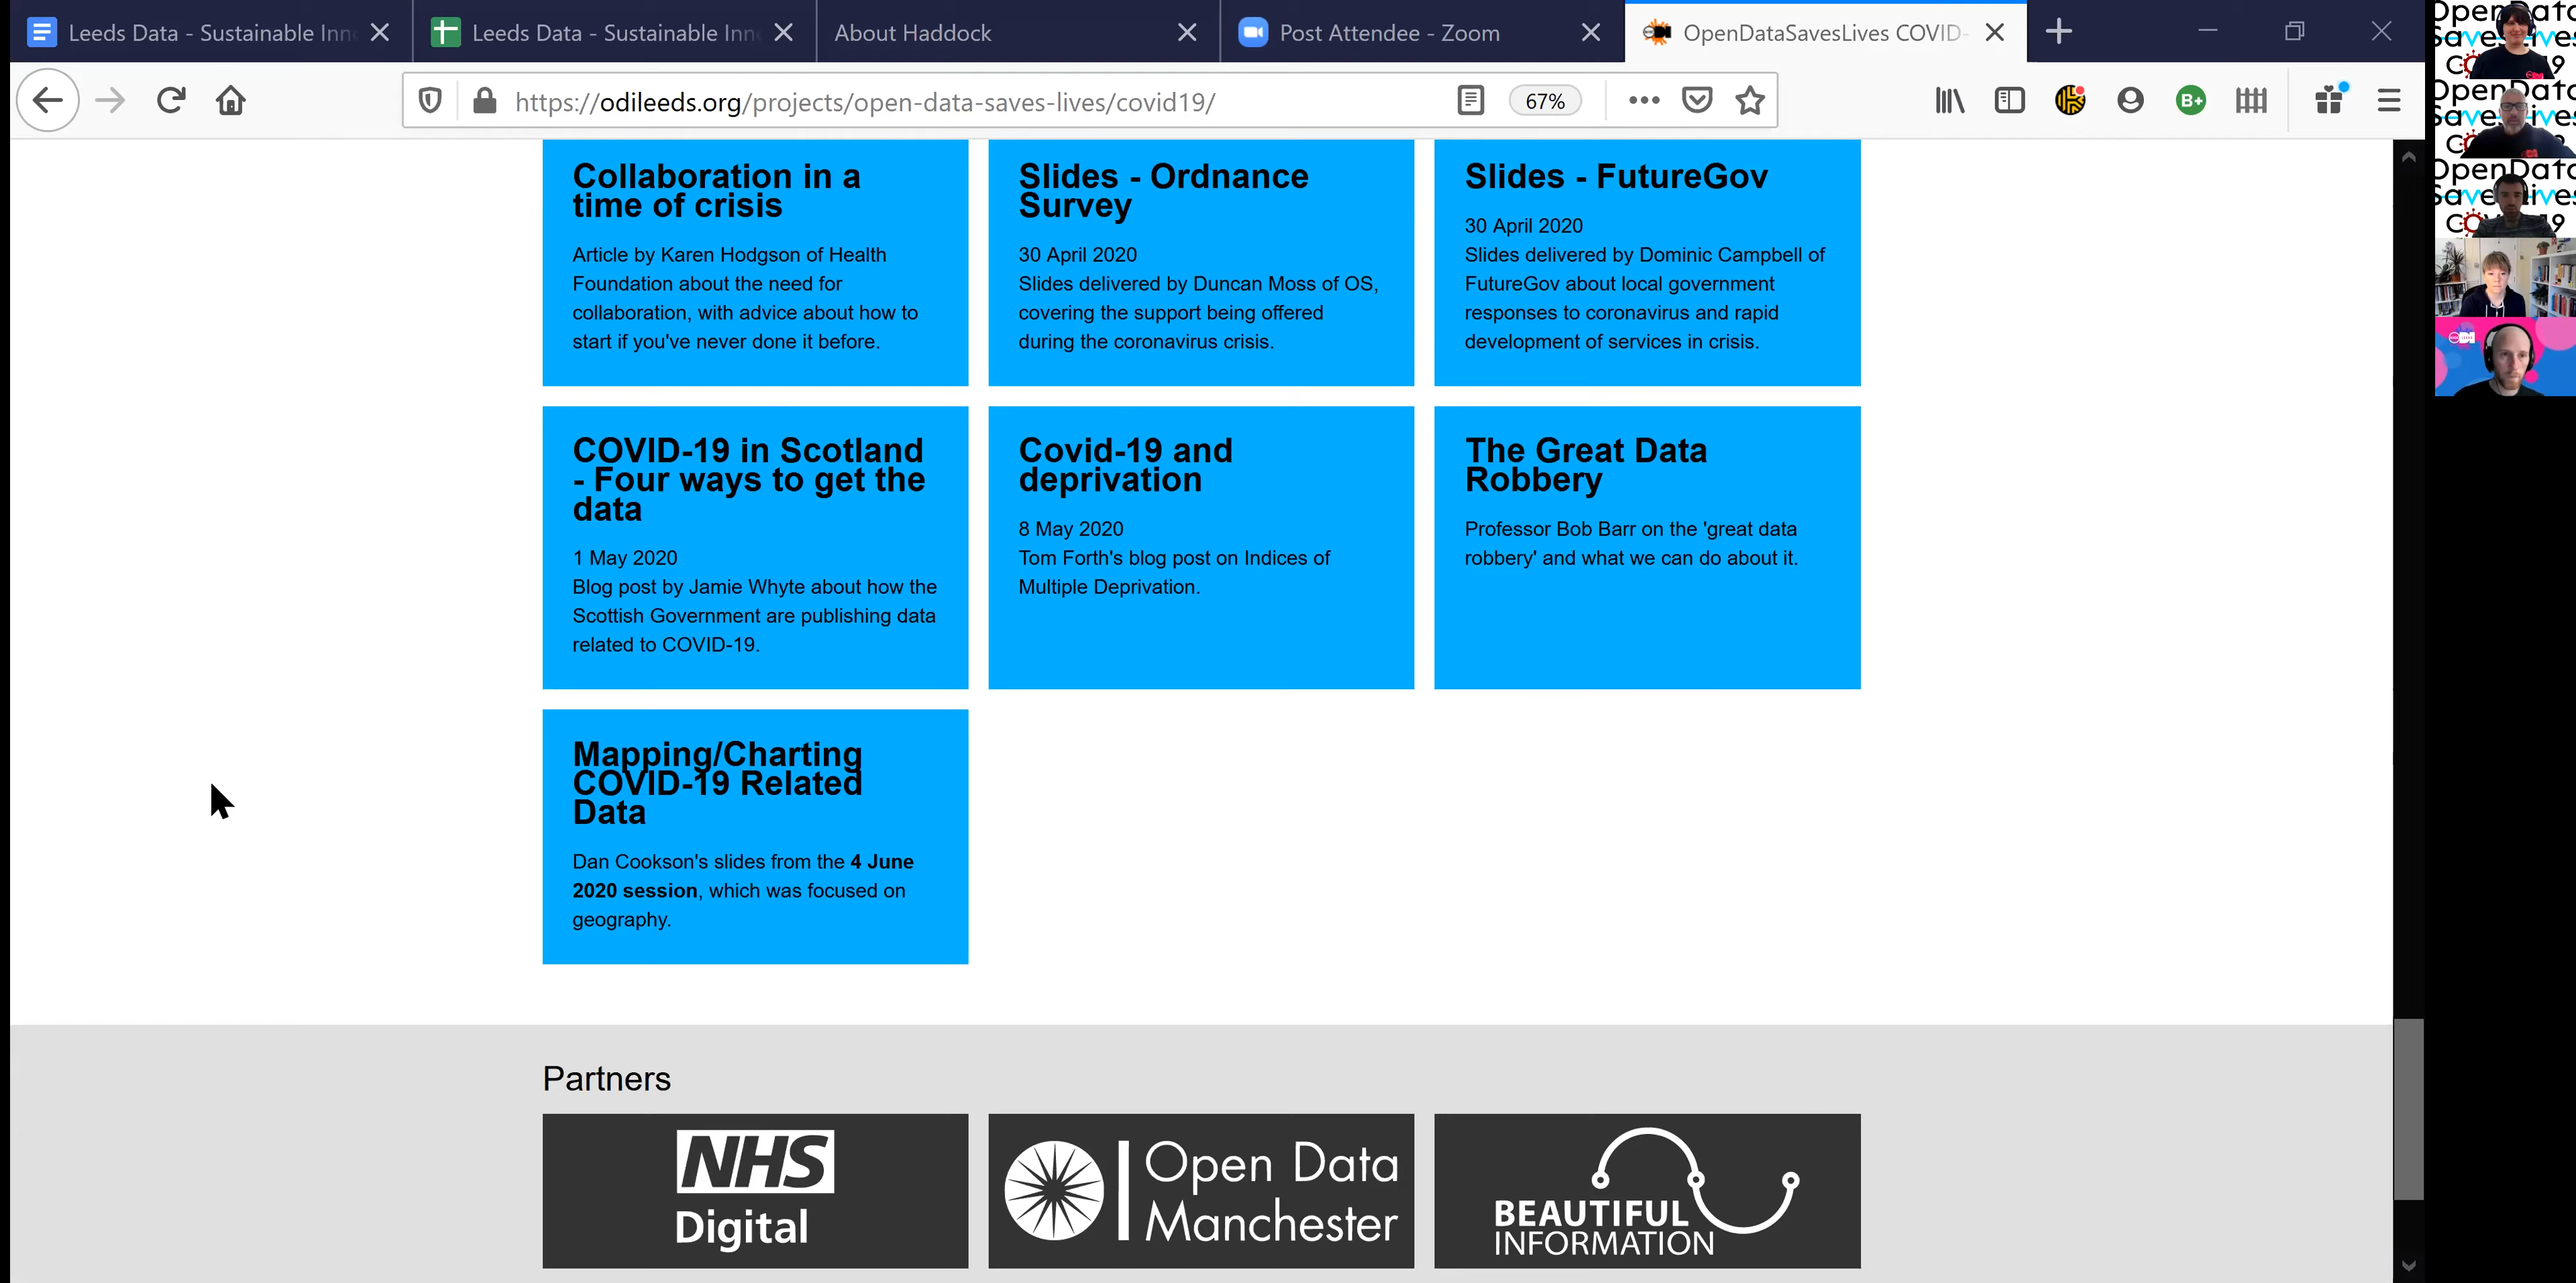 Leeds Data - Sustainable Inn
Leeds Data - Sustainable Inn
About Haddock
Post Attendee - Zoom
OpenDataSavesLives COVID-
https://odileeds.org/projects/open-data-saves-lives/covid19/
67%
B+
Collaboration in a
time of crisis
Article by Karen Hodgson of Health
Foundation about the need for
collaboration, with advice about how to
start if you've never done it before.
Slides - Ordnance
Survey
30 April 2020
Slides delivered by Duncan Moss of OS,
covering the support being offered
during the coronavirus crisis.
Slides - FutureGov
30 April 2020
Slides delivered by Dominic Campbell of
FutureGov about local government
responses to coronavirus and rapid
development of services in crisis.
COVID-19 in Scotland
- Four ways to get the
data
1 May 2020
Blog post by Jamie Whyte about how the
Scottish Government are publishing data
related to COVID-19.
Covid-19 and
deprivation
8 May 2020
Tom Forth's blog post on Indices of
Multiple Deprivation.
The Great Data
Robbery
Professor Bob Barr on the 'great data
robbery' and what we can do about it.
Mapping/Charting
COVID-19 Related
Data
Dan Cookson's slides from the 4 June
2020 session, which was focused on
geography.
Partners
NHS
Digital
Open Data
Manchester
BEAUTIFUL
INFORMATION